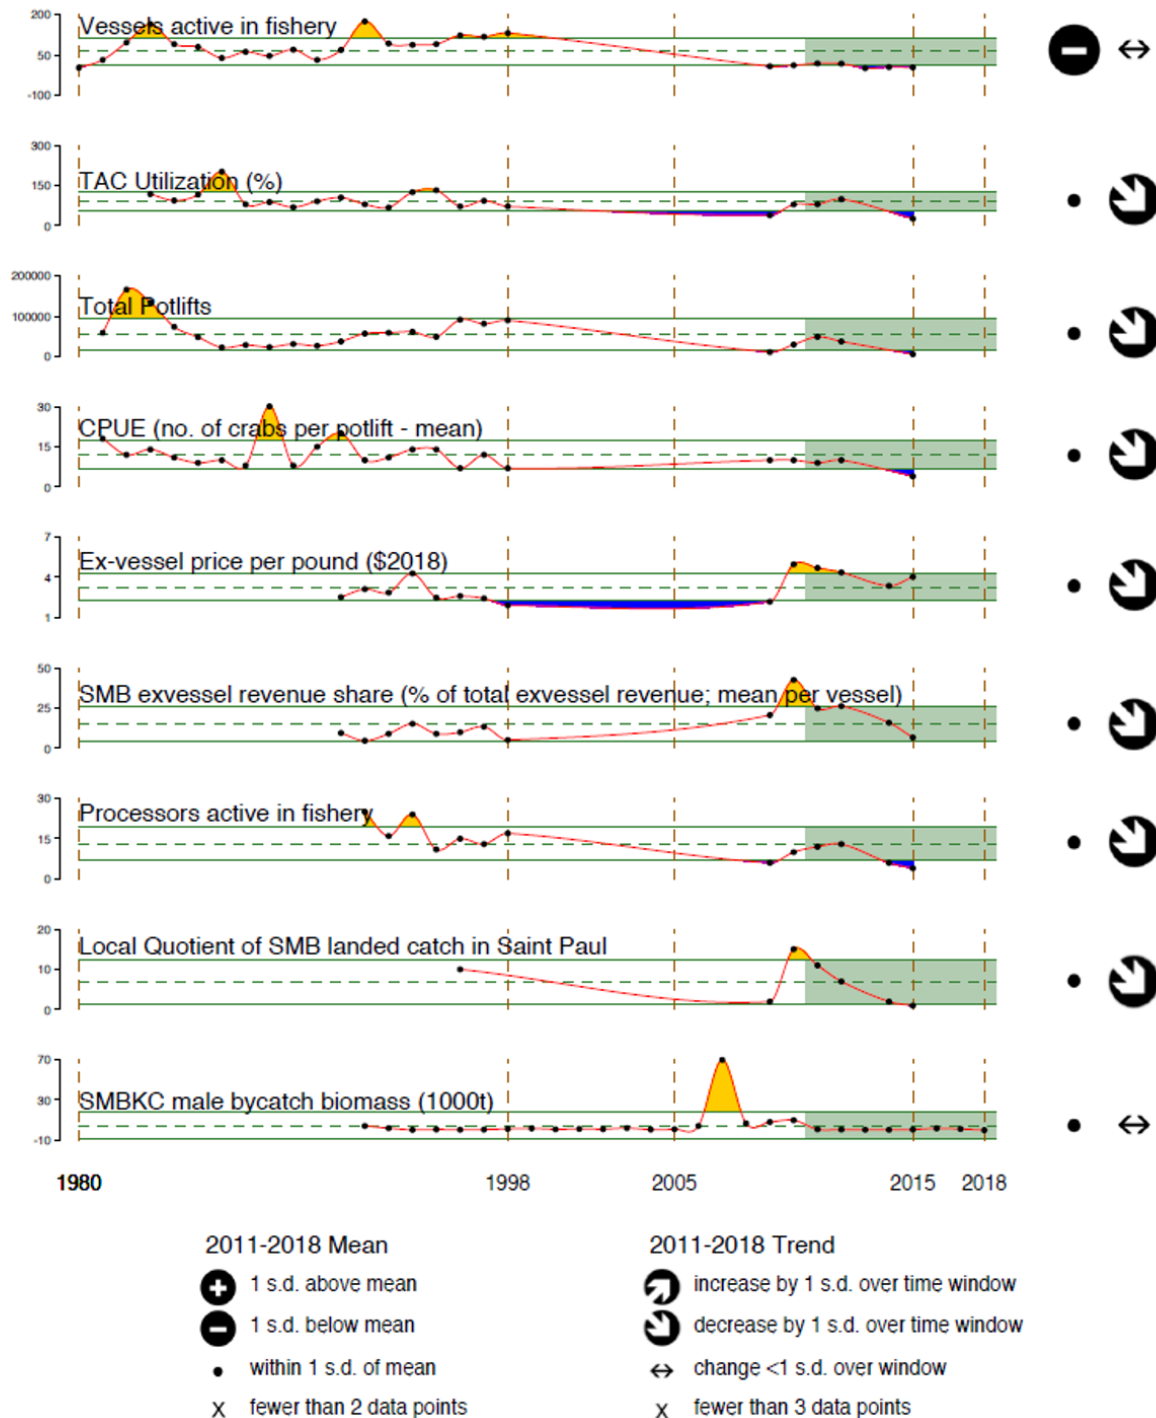 Vessels active in fishery
200
50
-100
TAC Utilization (%)
300
150
0
Total Potlifts
200000
100000
0
CPUE (no. of crabs per potlift - mean)
30
15
0
Ex-vessel price per pound ($2018)
7
4
1
SMB exvessel revenue share (% of total exvessel revenue; mean per vessel)
50
25
0
Processors active in fishery
30
15
0
Local Quotient of SMB landed catch in Saint Paul
20
10
0
SMBKC male bycatch biomass (1000t)
70
30
-10
1980 1998 2005 2015 2018
2011-2018 Mean 2011-2018 Trend
1 s.d. above mean increase by 1 s.d. over time window
1 s.d. below mean decrease by 1 s.d. over time window
within 1 s.d. of mean change <1 s.d. over window
x fewer than 2 data points x fewer than 3 data points